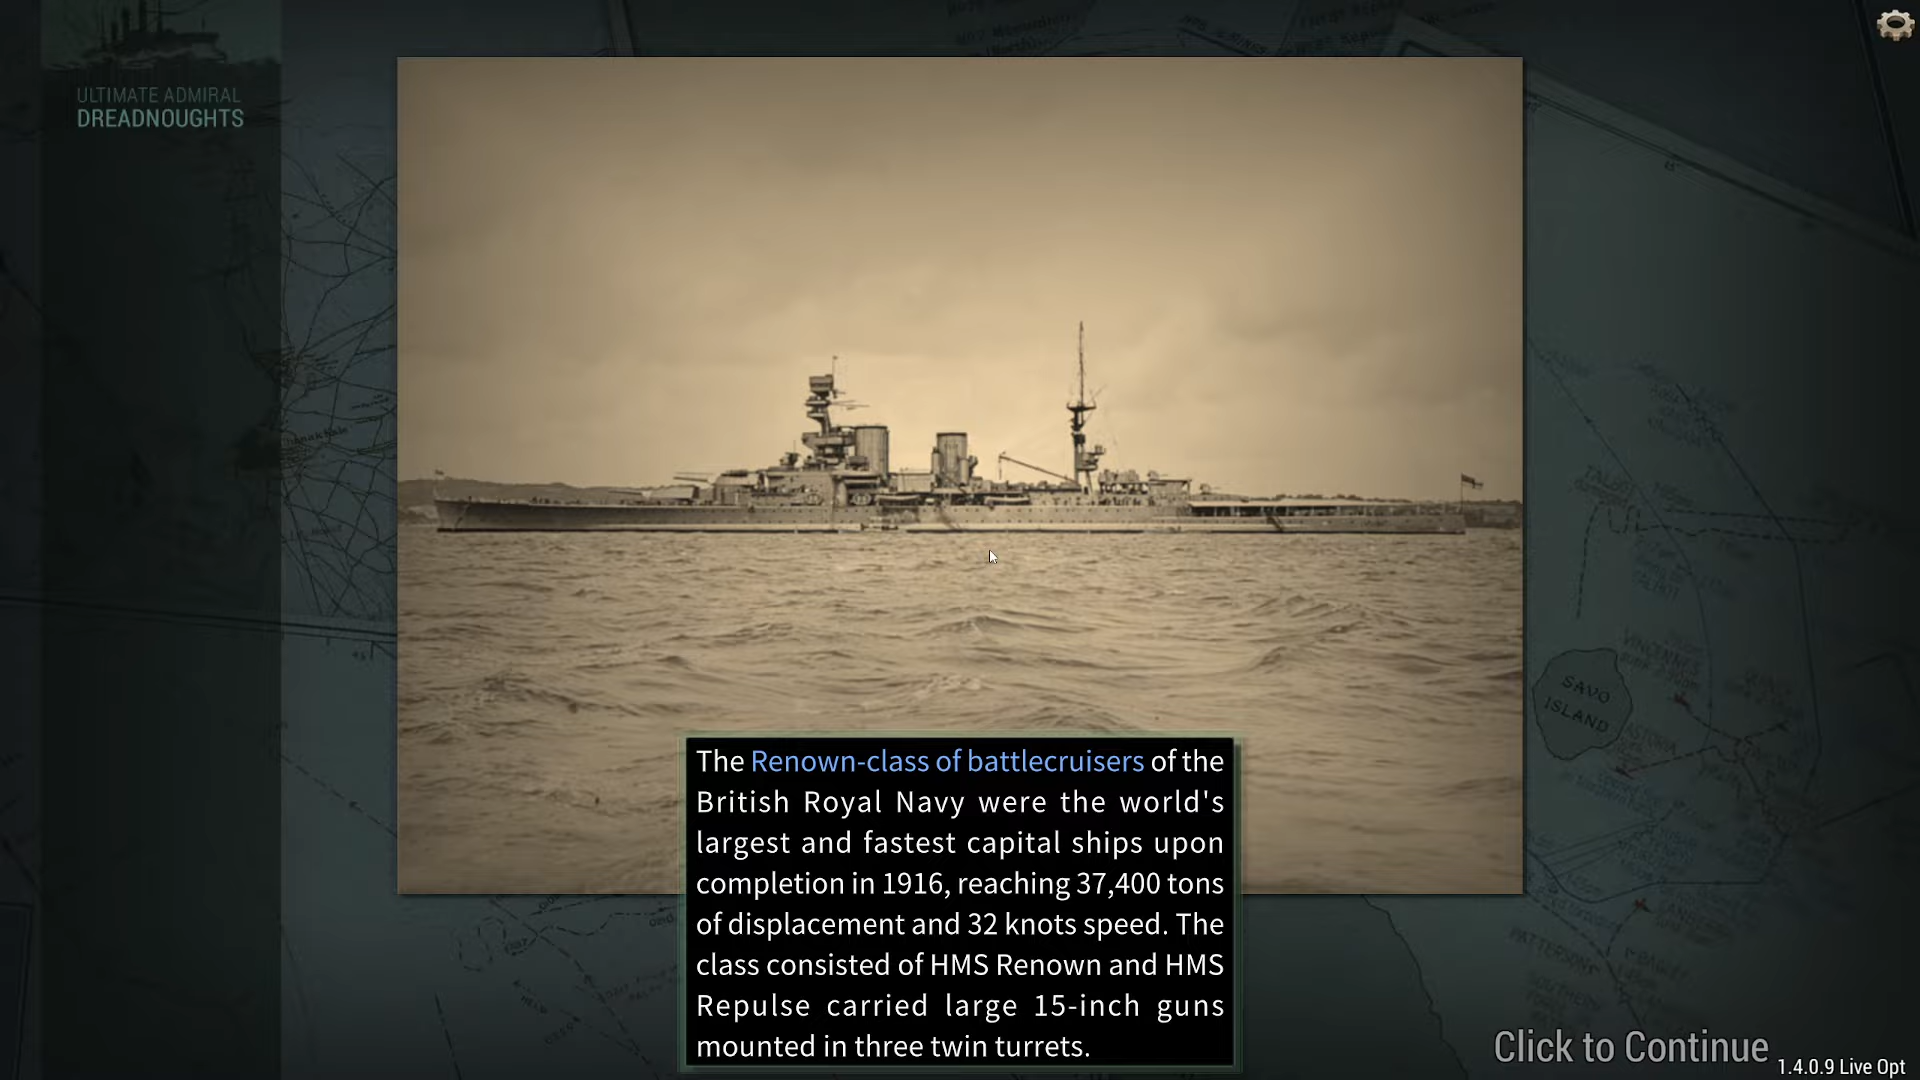 ULTIMATE ADMIRAL
DREADNOUGHTS
The Renown-class of battlecruisers of the
British Royal Navy were the world's
largest and fastest capital ships upon
completion in 1916, reaching 37,400 tons
of displacement and 32 knots speed. The
class consisted of HMS Renown and HMS
Repulse carried large 15-inch guns
mounted in three twin turrets.
SAVO
ISLAND
Click to Continue
1.4.0.9 Live Opt